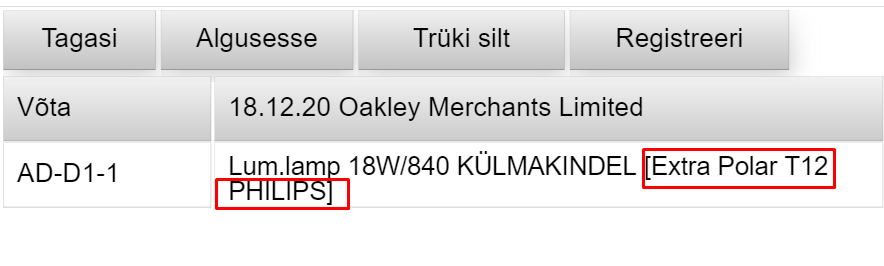 Tagasi Algusesse Trüki silt Registreeri
Võta 18.12.20 Oakley Merchants Limited
AD-D1-1 Lum.lamp 18W/840 KÜLMAKINDEL [Extra Polar T12
PHILIPS]